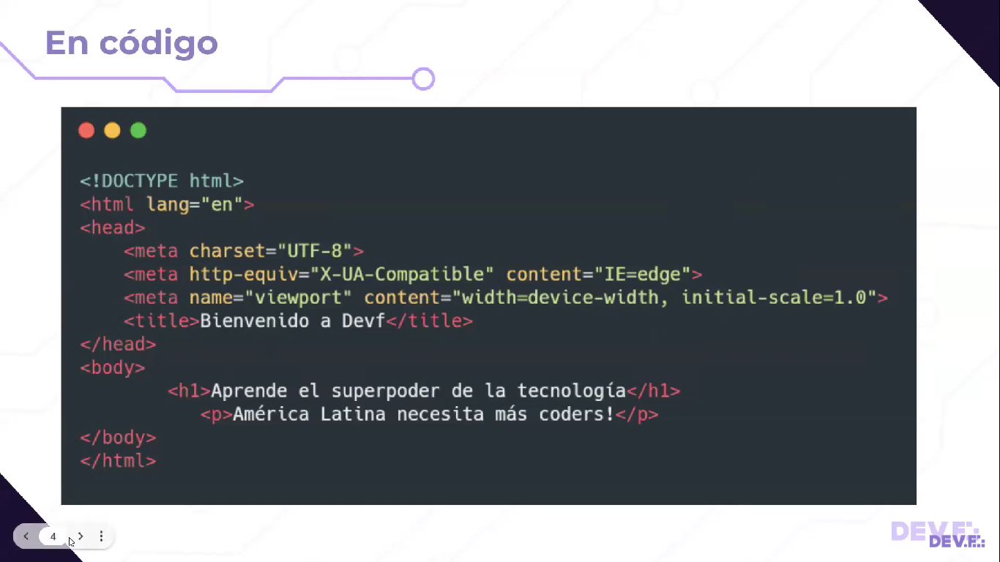 En código
<!DOCTYPE html>
<html lang="en">
<head>
    <meta charset="UTF-8">
    <meta http-equiv="X-UA-Compatible" content="IE=edge">
    <meta name="viewport" content="width=device-width, initial-scale=1.0">
    <title>Bienvenido a Devf</title>
</head>
<body>
        <h1>Aprende el superpoder de la tecnología</h1>
           <p>América Latina necesita más coders!</p>
</body>
</html>
4
DEV.F.:
DEV.F.: